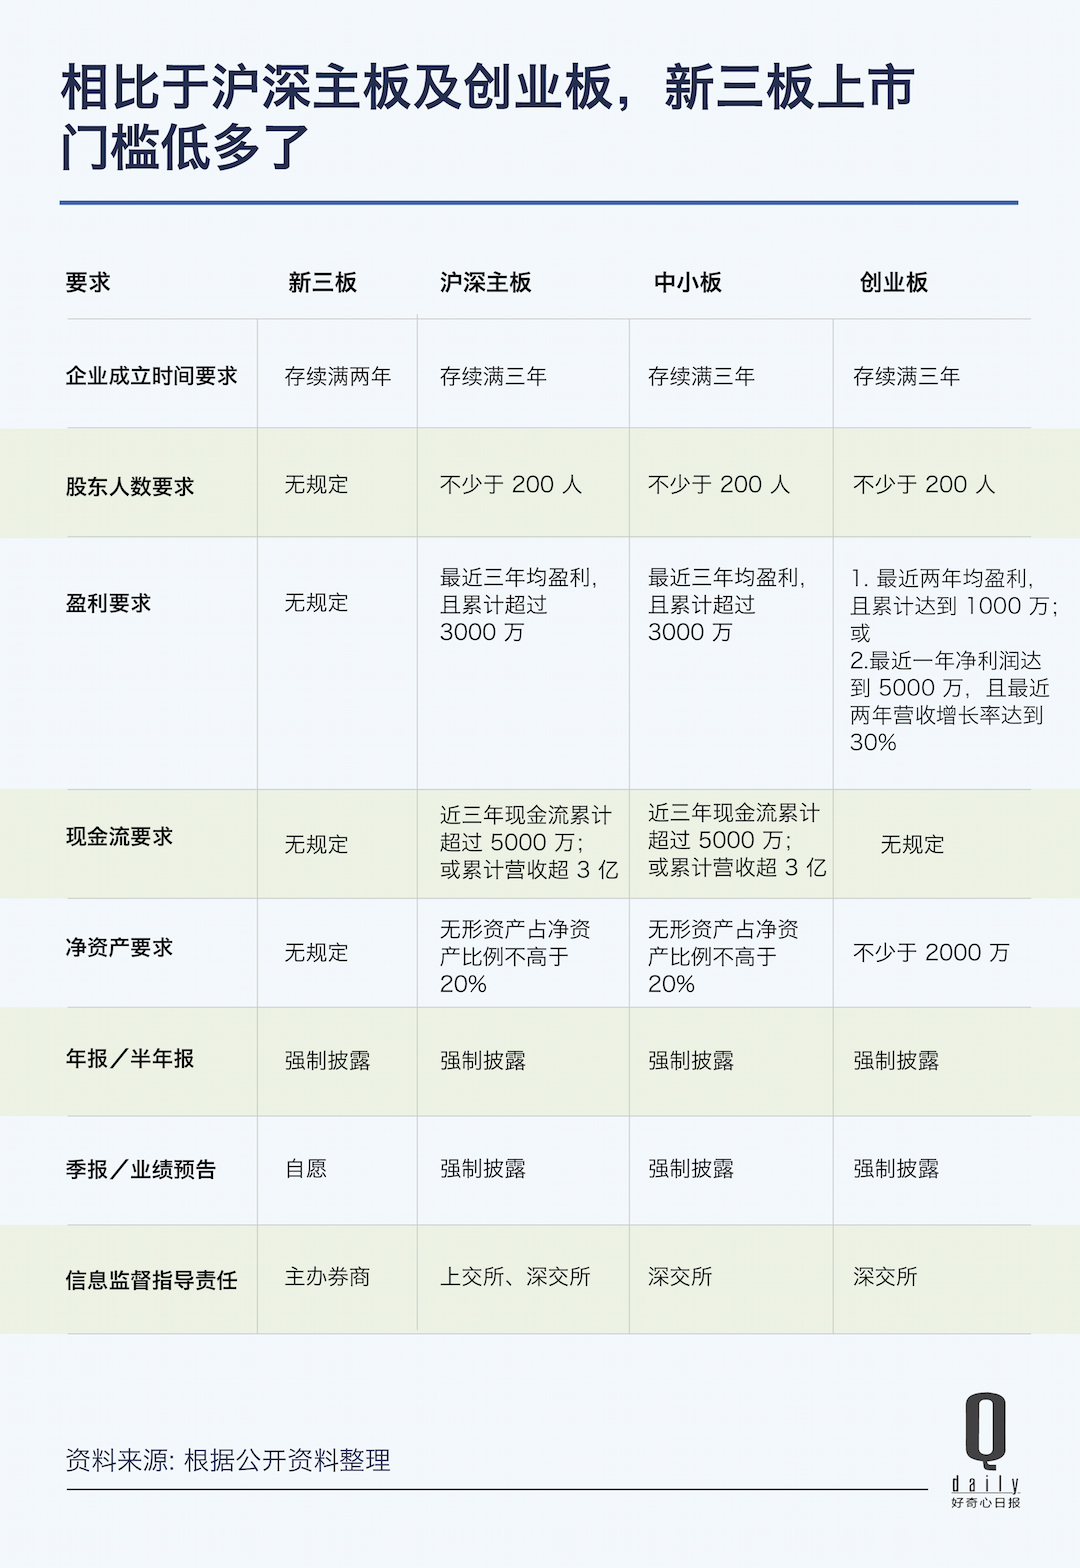 相比于沪深主板及创业板，新三板上市
门槛低多了
要求 新三板 沪深主板 中小板 创业板
企业成立时间要求 存续满两年 存续满三年 存续满三年 存续满三年
股东人数要求 无规定 不少于 200 人 不少于 200 人 不少于 200 人
盈利要求
无规定
最近三年均盈利，
且累计超过
3000 万
最近三年均盈利，
且累计超过
3000 万
1. 最近两年均盈利，
且累计达到 1000 万；
或
2.最近一年净利润达
到 5000 万，且最近
两年营收增长率达到
30%
现金流要求
无规定
近三年现金流累计
超过 5000 万；
或累计营收超 3 亿
近三年现金流累计
超过 5000 万；
或累计营收超 3 亿
无规定
净资产要求
无规定
无形资产占净资
产比例不高于
20%
无形资产占净资
产比例不高于
20%
不少于 2000 万
年报／半年报 强制披露 强制披露 强制披露 强制披露
季报／业绩预告 自愿 强制披露 强制披露 强制披露
信息监督指导责任 主办券商 上交所、深交所 深交所 深交所
资料来源: 根据公开资料整理
Q
daily
好奇心日报